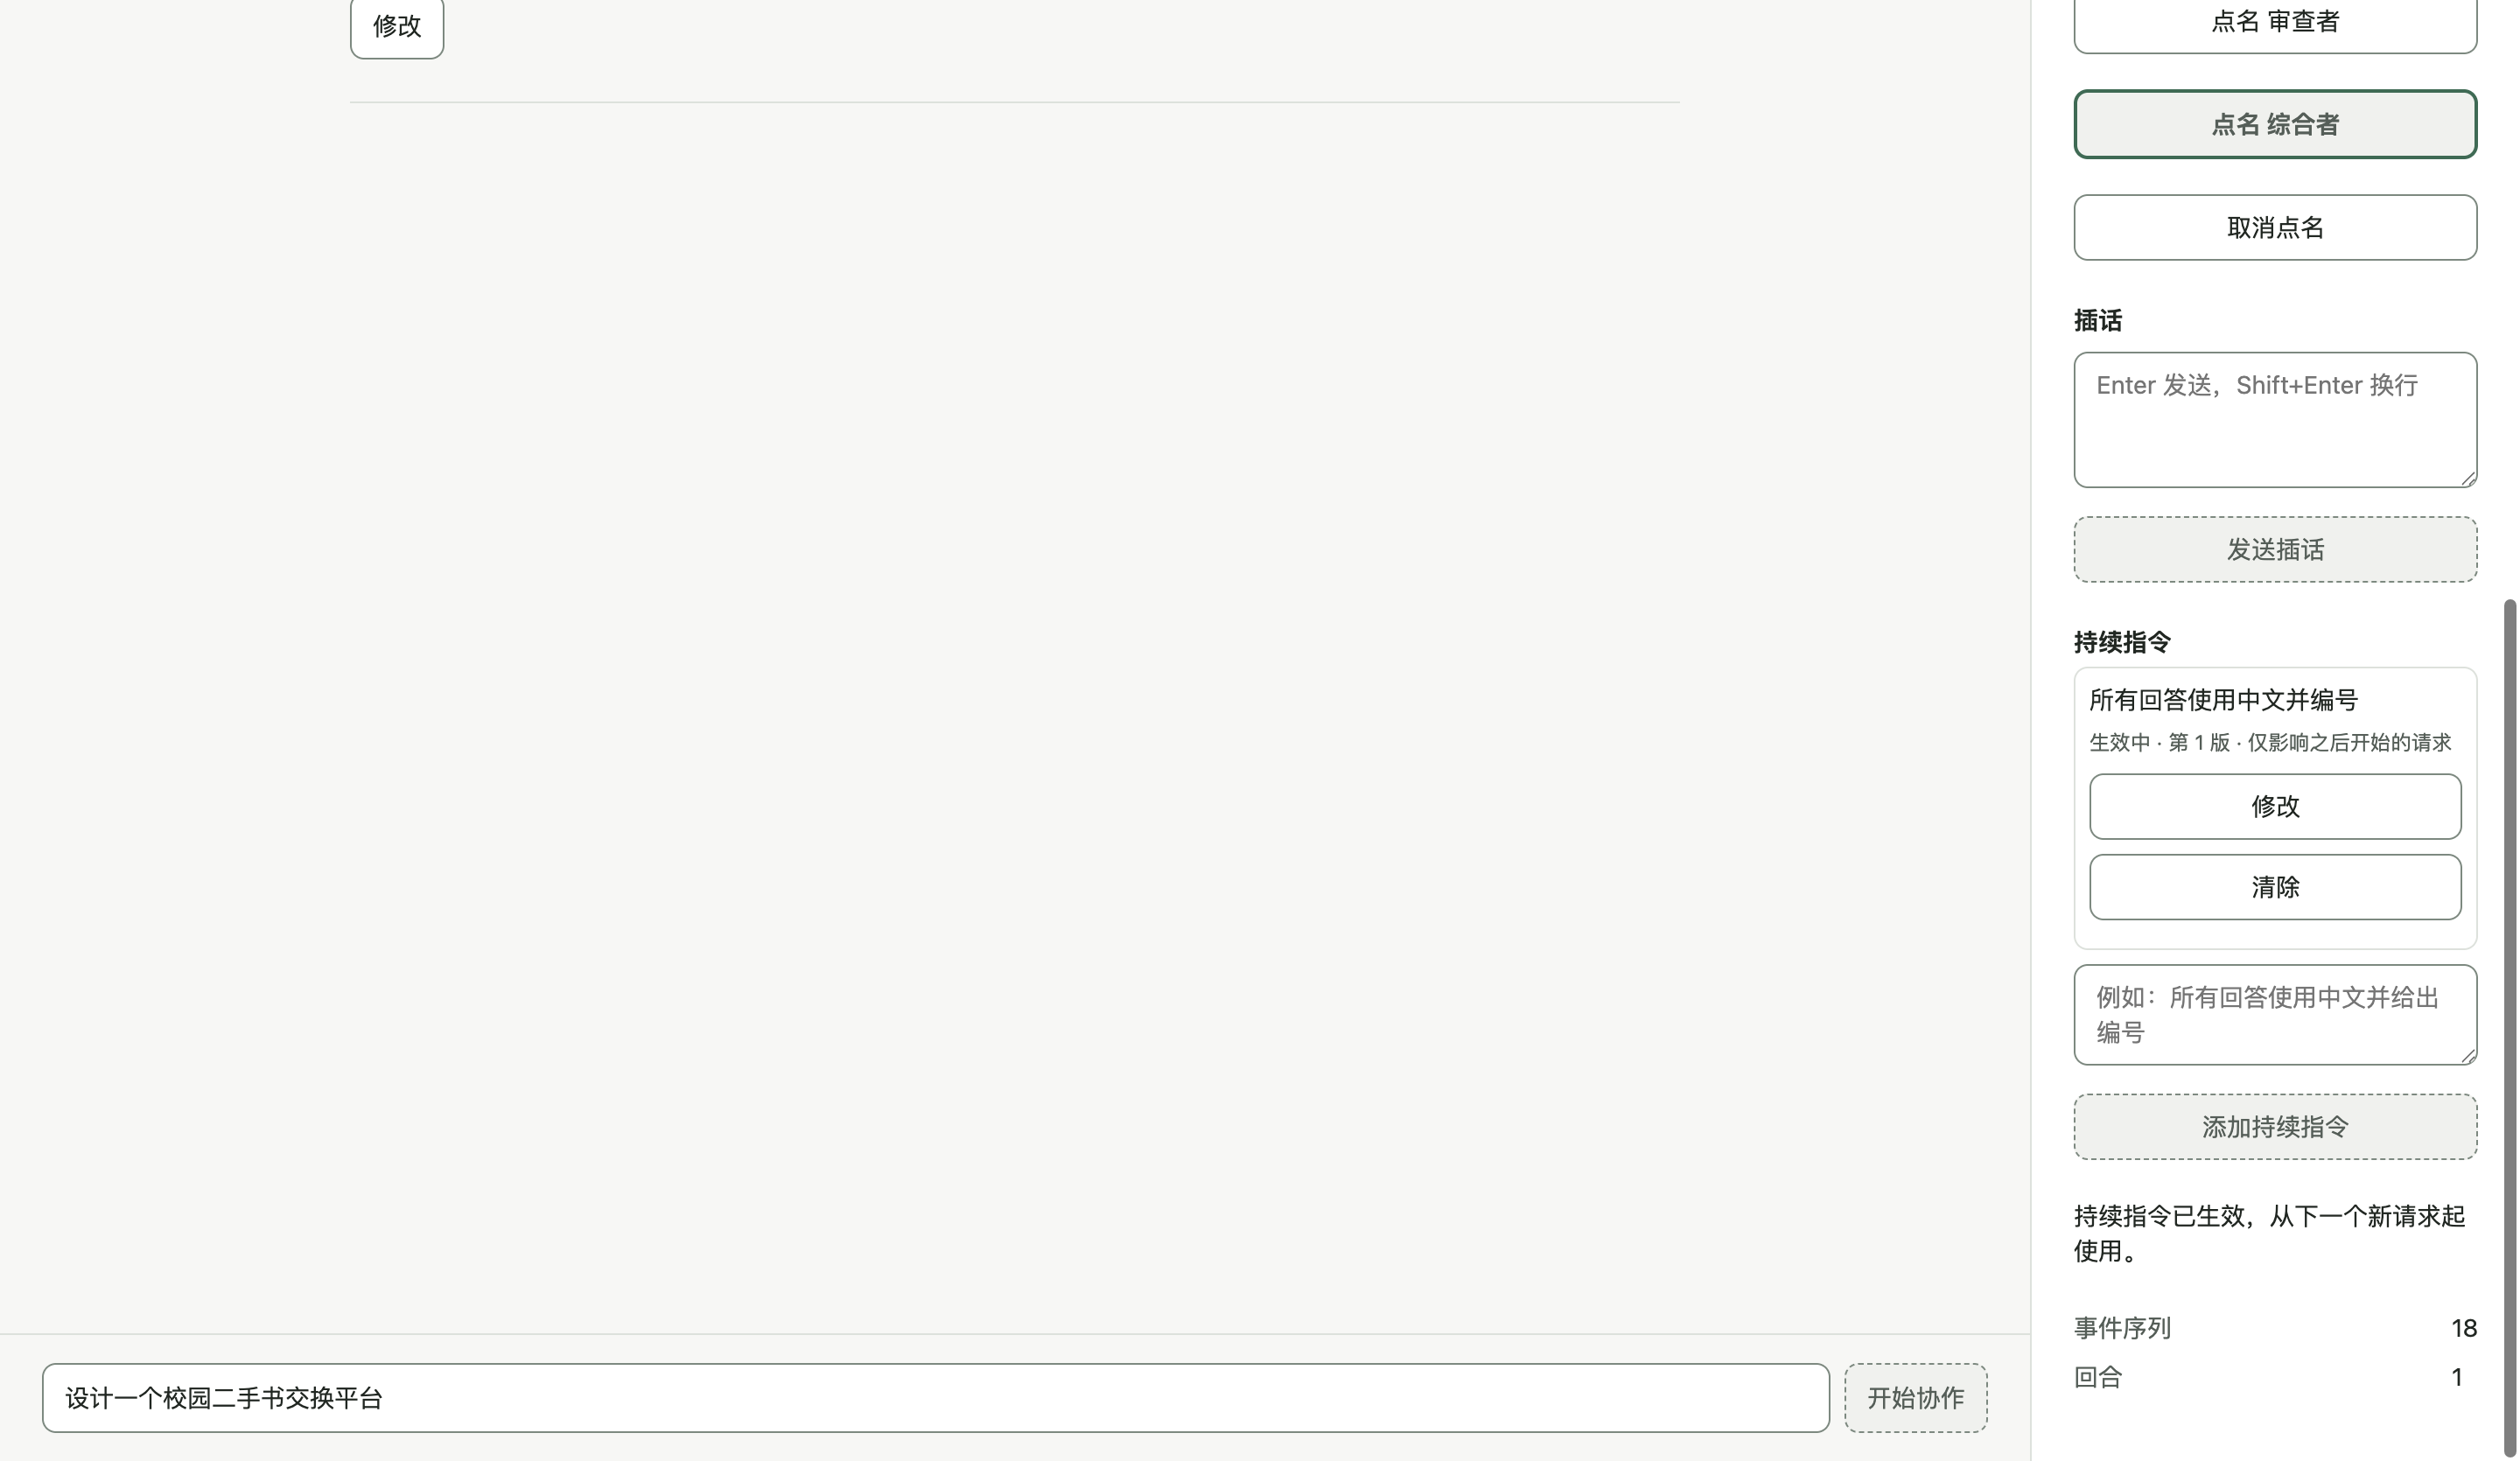 修改
点名 审查者
点名 综合者
取消点名
插话
Enter 发送，Shift+Enter 换行
发送插话
持续指令
所有回答使用中文并编号
生效中 · 第 1 版 · 仅影响之后开始的请求
修改
清除
例如：所有回答使用中文并给出
编号
添加持续指令
持续指令已生效，从下一个新请求起
使用。
事件序列 18
回合 1
设计一个校园二手书交换平台
开始协作